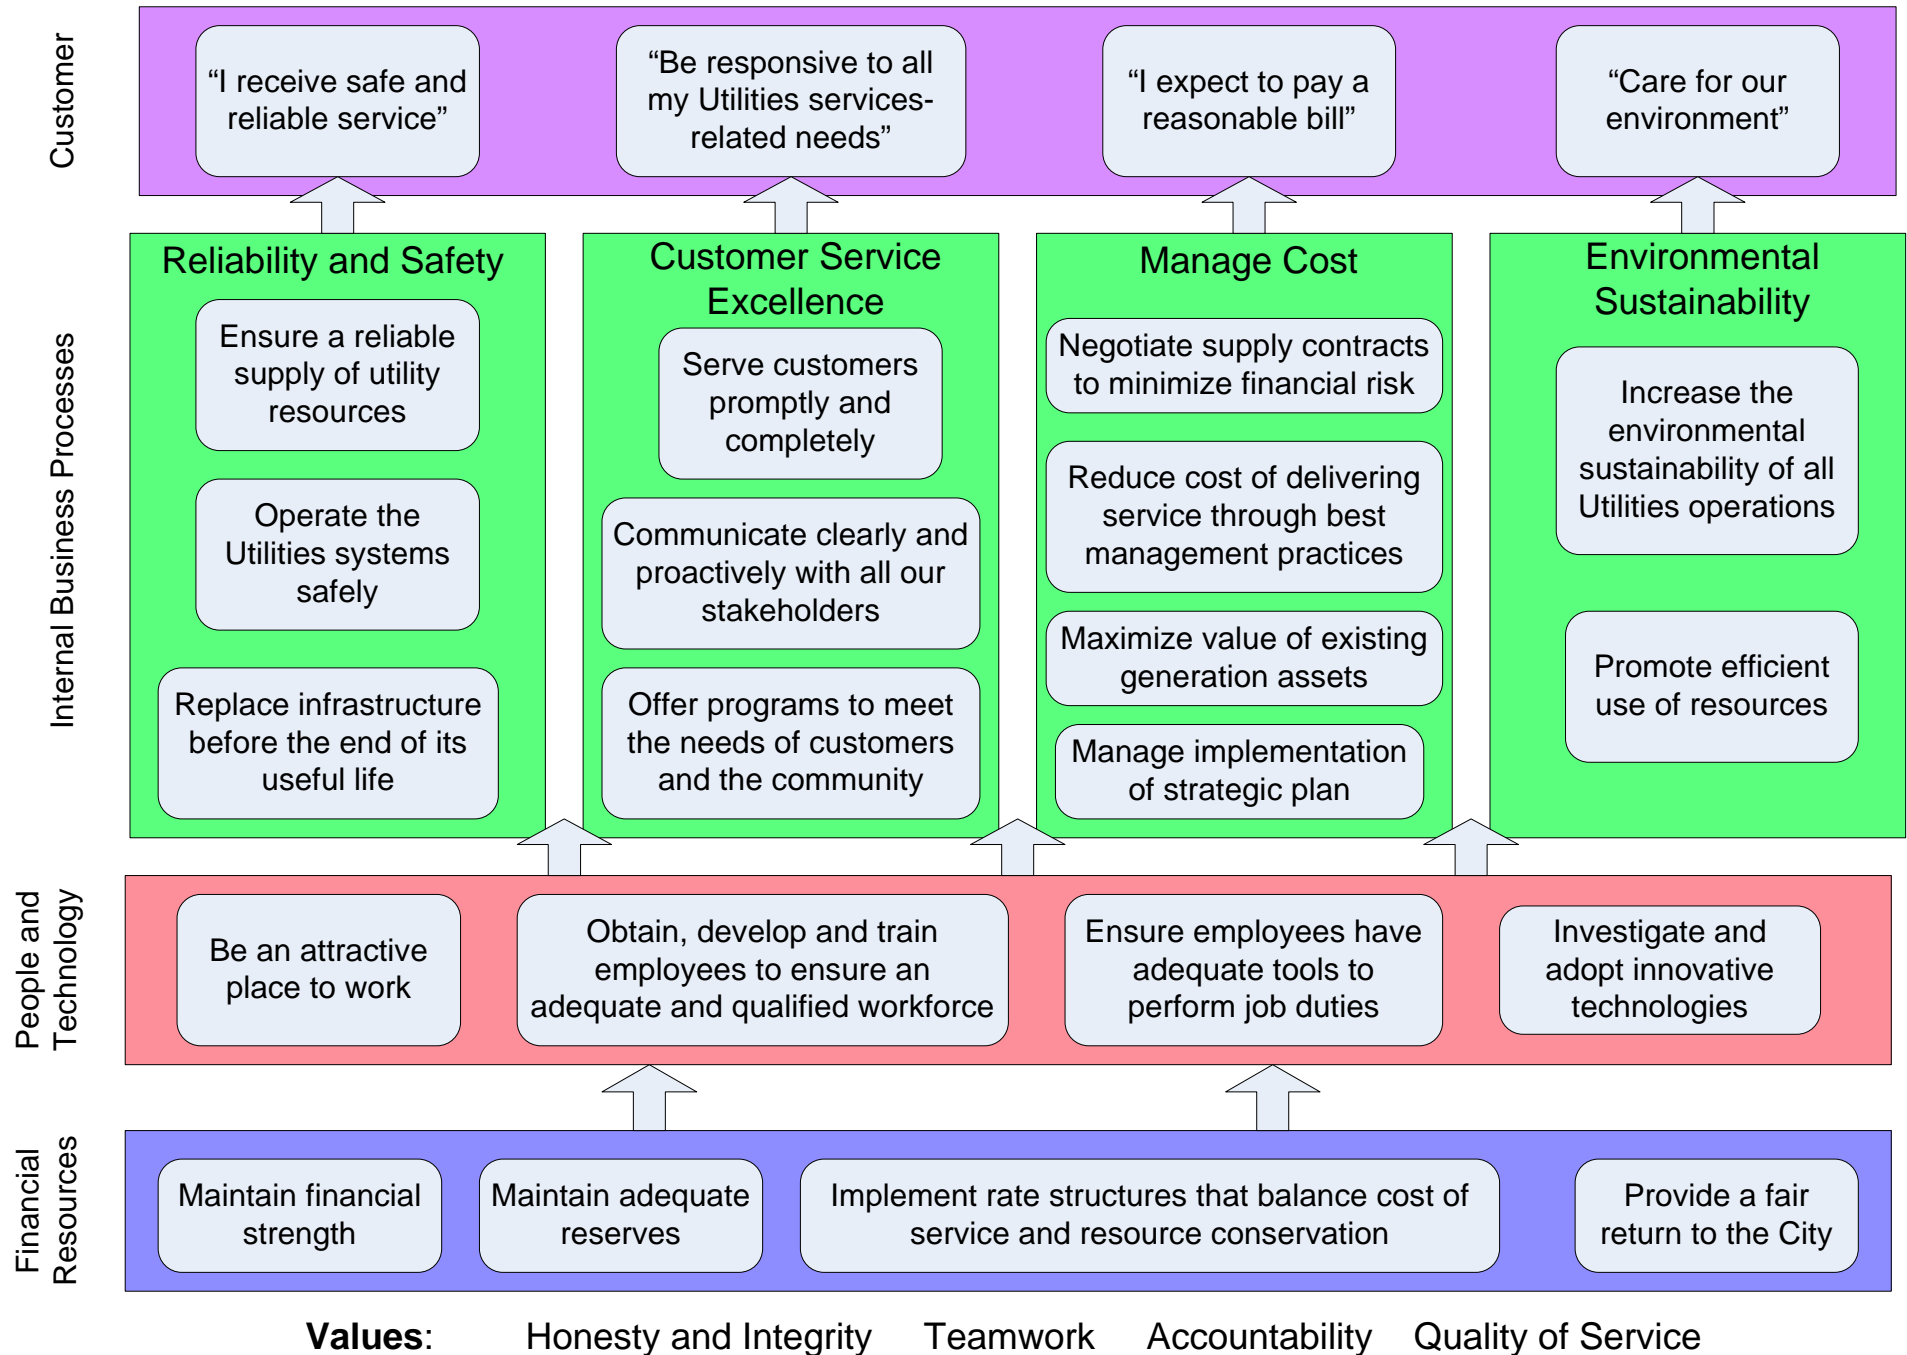 Customer
“I receive safe and
reliable service”
“Be responsive to all
my Utilities services-
related needs”
“I expect to pay a
reasonable bill”
“Care for our
environment”
Internal Business Processes
Reliability and Safety
Ensure a reliable
supply of utility
resources
Operate the
Utilities systems
safely
Replace infrastructure
before the end of its
useful life
Customer Service
Excellence
Serve customers
promptly and
completely
Communicate clearly and
proactively with all our
stakeholders
Offer programs to meet
the needs of customers
and the community
Manage Cost
Negotiate supply contracts
to minimize financial risk
Reduce cost of delivering
service through best
management practices
Maximize value of existing
generation assets
Manage implementation
of strategic plan
Environmental
Sustainability
Increase the
environmental
sustainability of all
Utilities operations
Promote efficient
use of resources
People and
Technology
Be an attractive
place to work
Obtain, develop and train
employees to ensure an
adequate and qualified workforce
Ensure employees have
adequate tools to
perform job duties
Investigate and
adopt innovative
technologies
Financial
Resources
Maintain financial
strength
Maintain adequate
reserves
Implement rate structures that balance cost of
service and resource conservation
Provide a fair
return to the City
Values: Honesty and Integrity Teamwork Accountability Quality of Service